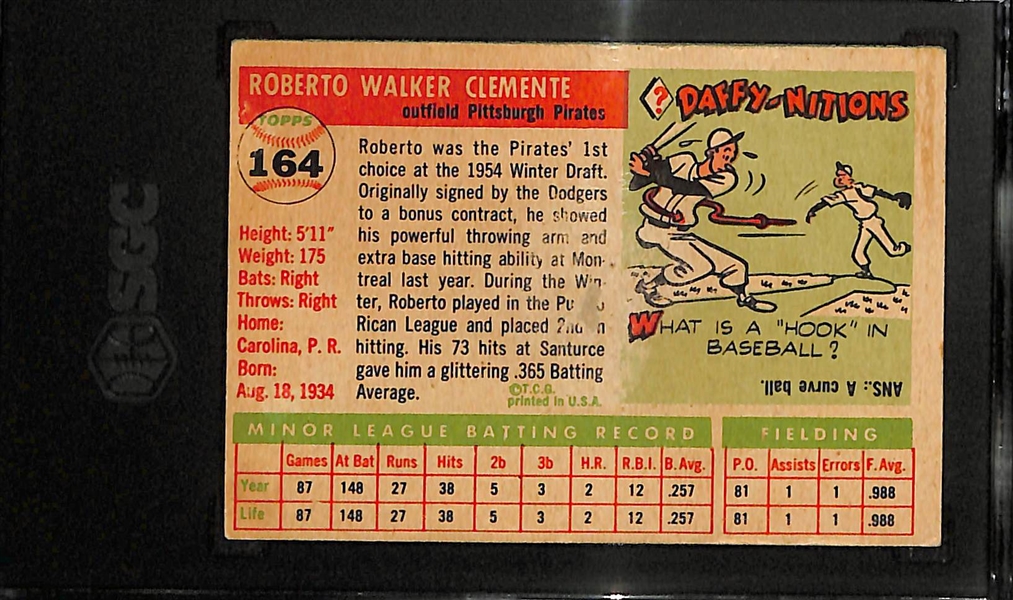 ROBERTO WALKER CLEMENTE
outfield Pittsburgh Pirates
TOPPS
164
Height: 5'11"
Weight: 175
Bats: Right
Throws: Right
Home:
Carolina, P. R.
Born:
Aug. 18, 1934
Roberto was the Pirates' 1st
choice at the 1954 Winter Draft.
Originally signed by the Dodgers
to a bonus contract, he showed
his powerful throwing arm and
extra base hitting ability at Mon-
treal last year. During the Win-
ter, Roberto played in the
Rican League and placed 2nd
hitting. His 73 hits at Santurce
gave him a glittering .365 Batting
Average.
©T.C.G.
printed in U.S.A.
?
DAFFY-NITIONS
WHAT IS A "HOOK" IN
BASEBALL?
ANS.: A curve ball.
MINOR LEAGUE BATTING RECORD
Games At Bat Runs Hits 2b 3b H.R. R.B.I. B.Avg.
Year 87 148 27 38 5 3 2 12 .257
Life 87 148 27 38 5 3 2 12 .257
FIELDING
P.O. Assists Errors F.Avg.
81 1 1 .988
81 1 1 .988
SGC